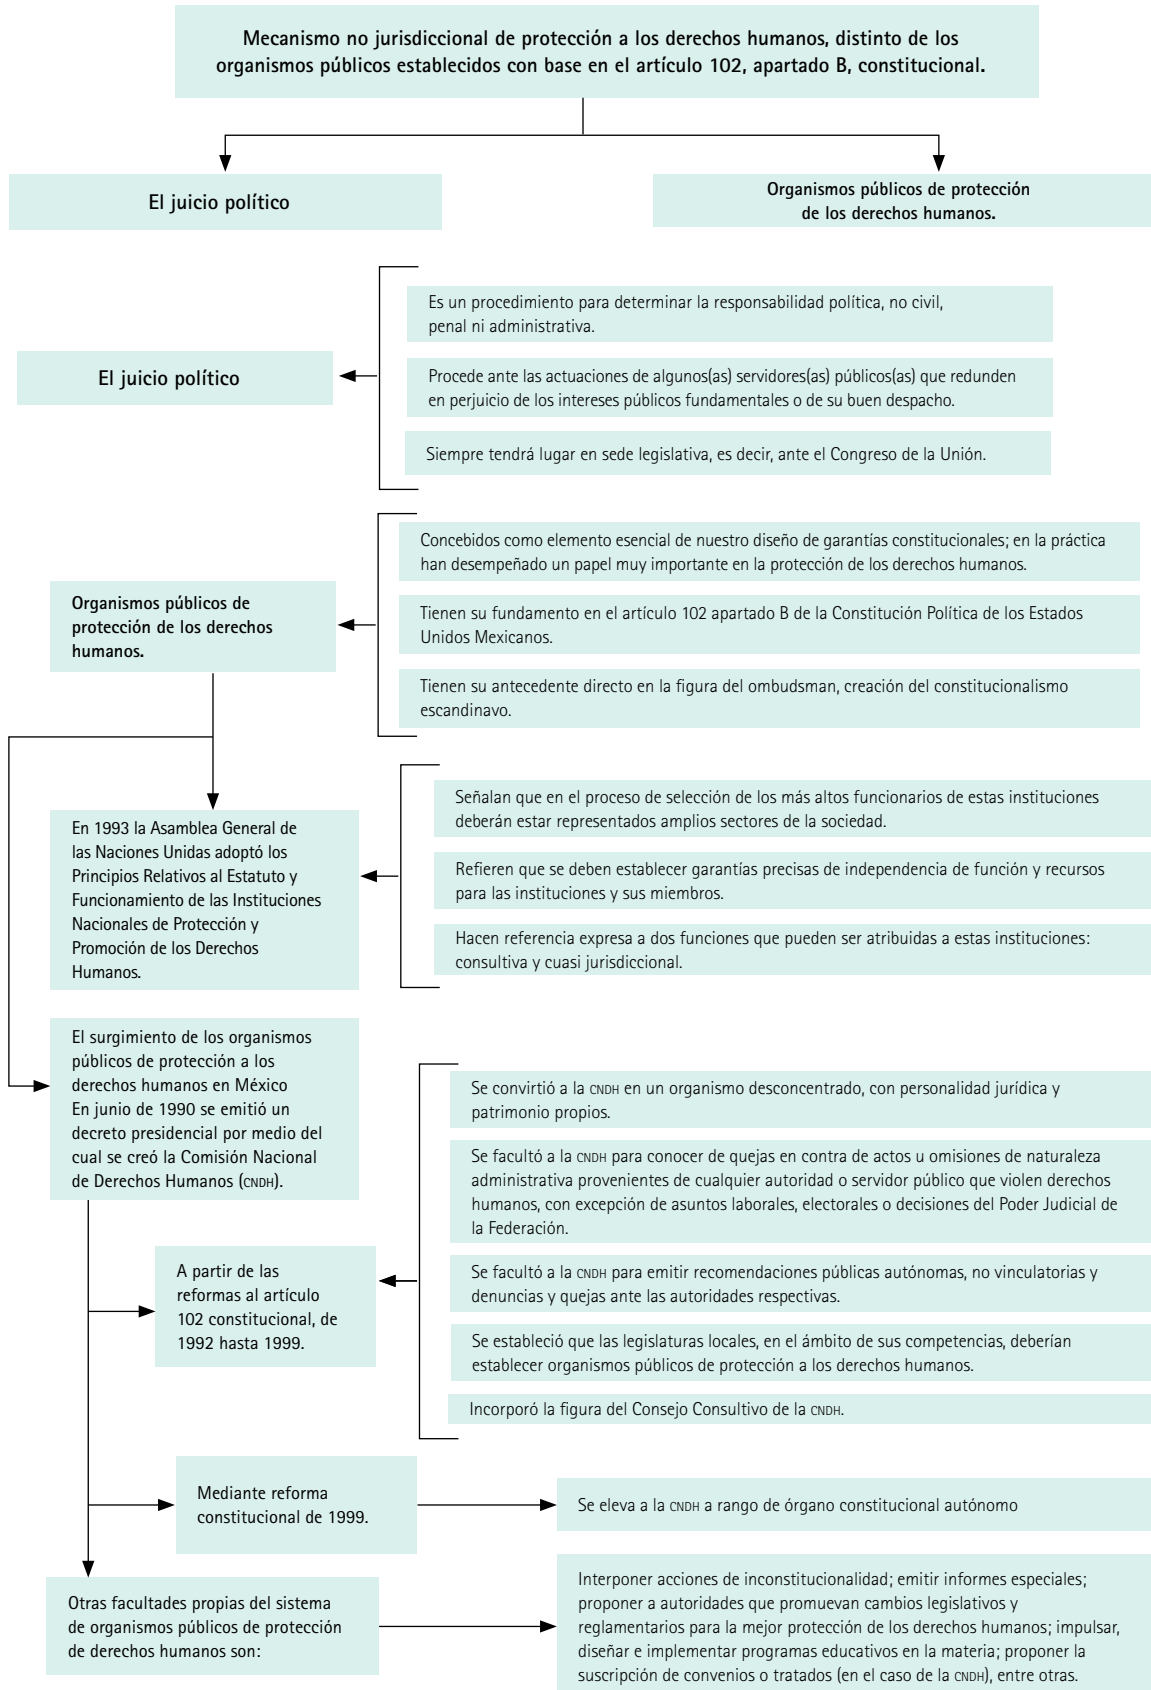 Mecanismo no jurisdiccional de protección a los derechos humanos, distinto de los
organismos públicos establecidos con base en el artículo 102, apartado B, constitucional.
El juicio político
Organismos públicos de protección
de los derechos humanos.
El juicio político
Es un procedimiento para determinar la responsabilidad política, no civil,
penal ni administrativa.
Procede ante las actuaciones de algunos(as) servidores(as) públicos(as) que redunden
en perjuicio de los intereses públicos fundamentales o de su buen despacho.
Siempre tendrá lugar en sede legislativa, es decir, ante el Congreso de la Unión.
Organismos públicos de
protección de los derechos
humanos.
Concebidos como elemento esencial de nuestro diseño de garantías constitucionales; en la práctica
han desempeñado un papel muy importante en la protección de los derechos humanos.
Tienen su fundamento en el artículo 102 apartado B de la Constitución Política de los Estados
Unidos Mexicanos.
Tienen su antecedente directo en la figura del ombudsman, creación del constitucionalismo
escandinavo.
En 1993 la Asamblea General de
las Naciones Unidas adoptó los
Principios Relativos al Estatuto y
Funcionamiento de las Instituciones
Nacionales de Protección y
Promoción de los Derechos
Humanos.
Señalan que en el proceso de selección de los más altos funcionarios de estas instituciones
deberán estar representados amplios sectores de la sociedad.
Refieren que se deben establecer garantías precisas de independencia de función y recursos
para las instituciones y sus miembros.
Hacen referencia expresa a dos funciones que pueden ser atribuidas a estas instituciones:
consultiva y cuasi jurisdiccional.
El surgimiento de los organismos
públicos de protección a los
derechos humanos en México
En junio de 1990 se emitió un
decreto presidencial por medio del
cual se creó la Comisión Nacional
de Derechos Humanos (CNDH).
A partir de las
reformas al artículo
102 constitucional, de
1992 hasta 1999.
Se convirtió a la CNDH en un organismo desconcentrado, con personalidad jurídica y
patrimonio propios.
Se facultó a la CNDH para conocer de quejas en contra de actos u omisiones de naturaleza
administrativa provenientes de cualquier autoridad o servidor público que violen derechos
humanos, con excepción de asuntos laborales, electorales o decisiones del Poder Judicial de
la Federación.
Se facultó a la CNDH para emitir recomendaciones públicas autónomas, no vinculatorias y
denuncias y quejas ante las autoridades respectivas.
Se estableció que las legislaturas locales, en el ámbito de sus competencias, deberían
establecer organismos públicos de protección a los derechos humanos.
Incorporó la figura del Consejo Consultivo de la CNDH.
Mediante reforma
constitucional de 1999.
Se eleva a la CNDH a rango de órgano constitucional autónomo
Otras facultades propias del sistema
de organismos públicos de protección
de derechos humanos son:
Interponer acciones de inconstitucionalidad; emitir informes especiales;
proponer a autoridades que promuevan cambios legislativos y
reglamentarios para la mejor protección de los derechos humanos; impulsar,
diseñar e implementar programas educativos en la materia; proponer la
suscripción de convenios o tratados (en el caso de la CNDH), entre otras.